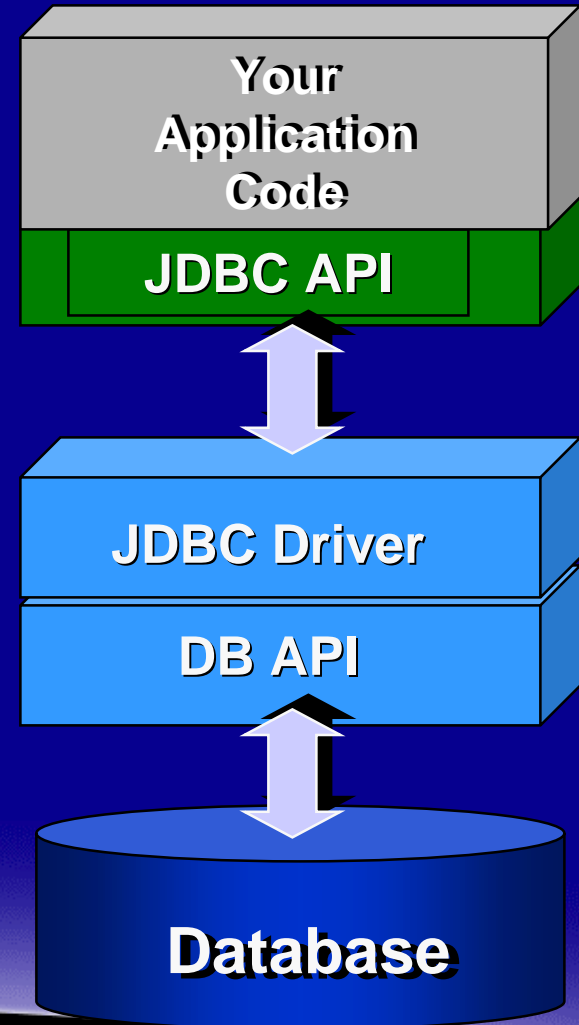 Your
Application
Code
JDBC API
JDBC Driver
DB API
Database